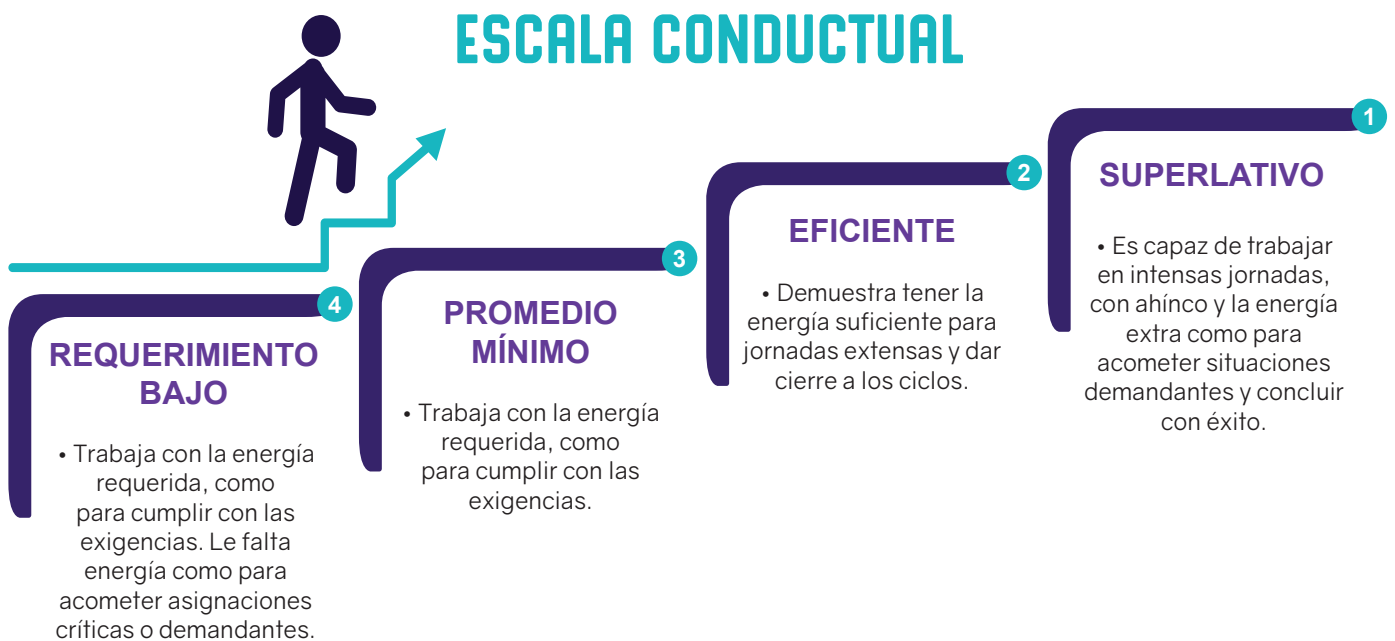 ESCALA CONDUCTUAL
1
SUPERLATIVO
• Es capaz de trabajar
en intensas jornadas,
con ahínco y la energía
extra como para
acometer situaciones
demandantes y concluir
con éxito.
2
EFICIENTE
• Demuestra tener la
energía suficiente para
jornadas extensas y dar
cierre a los ciclos.
3
PROMEDIO
MÍNIMO
• Trabaja con la energía
requerida, como
para cumplir con las
exigencias.
4
REQUERIMIENTO
BAJO
• Trabaja con la energía
requerida, como
para cumplir con las
exigencias. Le falta
energía como para
acometer asignaciones
críticas o demandantes.